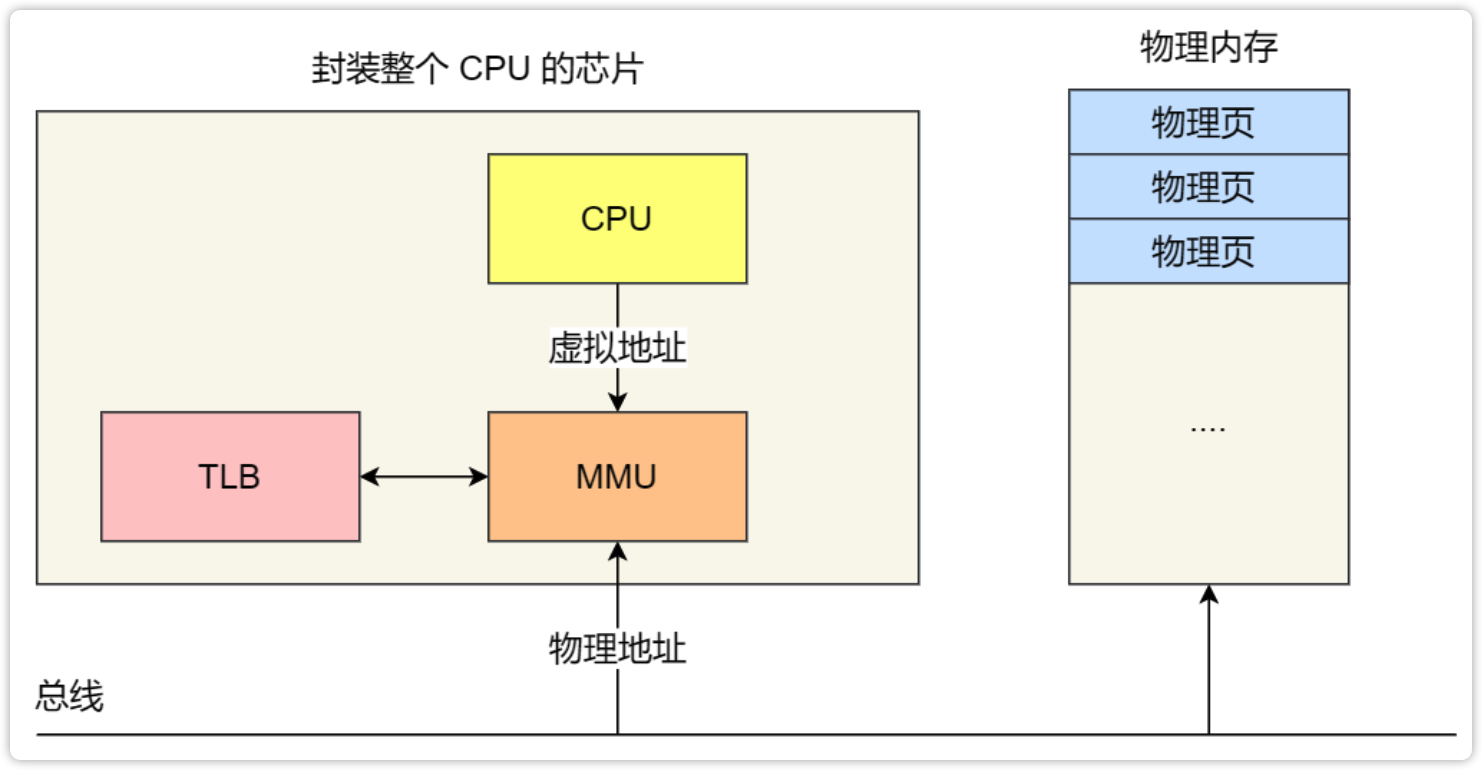 封装整个 CPU 的芯片
物理内存
物理页
物理页
物理页
CPU
虚拟地址
TLB
MMU
....
物理地址
总线